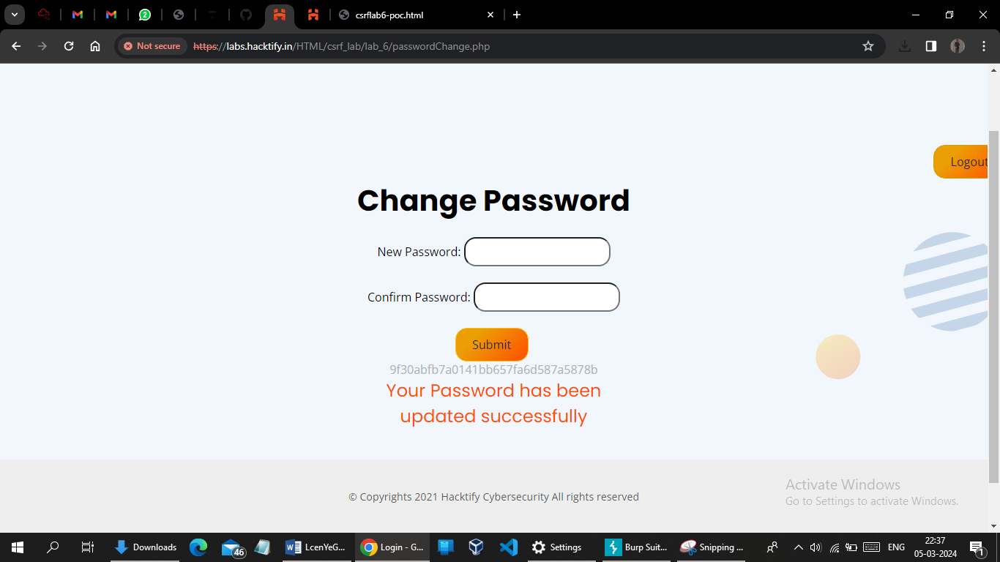 csrflab6-poc.html
Not secure https://labs.hacktify.in/HTML/csrf_lab/lab_6/passwordChange.php
Logout
Change Password
New Password:
Confirm Password:
Submit
9f30abfb7a0141bb657fa6d587a5878b
Your Password has been
updated successfully
© Copyrights 2021 Hacktify Cybersecurity All rights reserved
Activate Windows
Go to Settings to activate Windows.
Downloads 46 LcenYeG... Login - G... Settings Burp Suit... Snipping ... ENG
22:37
05-03-2024
1